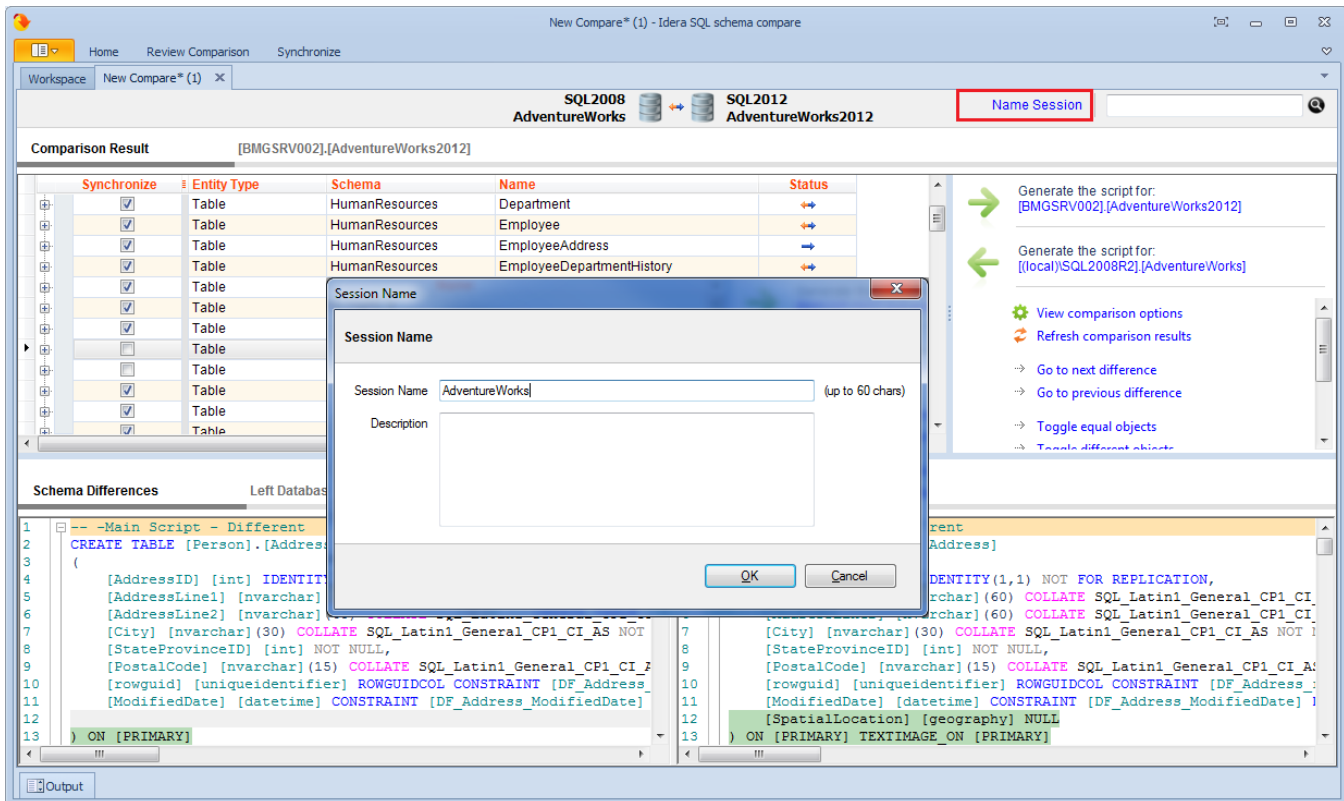 New Compare* (1) - Idera SQL schema compare
Home Review Comparison Synchronize
Workspace New Compare* (1)
SQL2008 SQL2012
AdventureWorks AdventureWorks2012
Name Session
Comparison Result [BMGSRV002].[AdventureWorks2012]
Synchronize Entity Type Schema Name Status
Table HumanResources Department
Table HumanResources Employee
Table HumanResources EmployeeAddress
Table HumanResources EmployeeDepartmentHistory
Table
Table
Table
Table
Table
Table
Table
Table
Generate the script for:
[BMGSRV002].[AdventureWorks2012]
Generate the script for:
[(local)\SQL2008R2].[AdventureWorks]
View comparison options
Refresh comparison results
Go to next difference
Go to previous difference
Toggle equal objects
Toggle different objects
Session Name
Session Name
Session Name AdventureWorks (up to 60 chars)
Description
OK Cancel
Schema Differences Left Databas
1 -- -Main Script - Different
2 CREATE TABLE [Person].[Addres
3 (
4 [AddressID] [int] IDENTIT
5 [AddressLine1] [nvarchar]
6 [AddressLine2] [nvarchar]
7 [City] [nvarchar](30) COLLATE SQL_Latin1_General_CP1_CI_AS NOT
8 [StateProvinceID] [int] NOT NULL,
9 [PostalCode] [nvarchar](15) COLLATE SQL_Latin1_General_CP1_CI_A
10 [rowguid] [uniqueidentifier] ROWGUIDCOL CONSTRAINT [DF_Address_
11 [ModifiedDate] [datetime] CONSTRAINT [DF_Address_ModifiedDate]
12
13 ) ON [PRIMARY]
rent
Address]
DENTITY(1,1) NOT FOR REPLICATION,
rchar](60) COLLATE SQL_Latin1_General_CP1_CI_
(60) COLLATE SQL_Latin1_General_CP1_CI_
7 [City] [nvarchar](30) COLLATE SQL_Latin1_General_CP1_CI_AS NOT
8 [StateProvinceID] [int] NOT NULL,
9 [PostalCode] [nvarchar](15) COLLATE SQL_Latin1_General_CP1_CI_A
10 [rowguid] [uniqueidentifier] ROWGUIDCOL CONSTRAINT [DF_Address_
11 [ModifiedDate] [datetime] CONSTRAINT [DF_Address_ModifiedDate]
12 [SpatialLocation] [geography] NULL
13 ) ON [PRIMARY] TEXTIMAGE_ON [PRIMARY]
Output